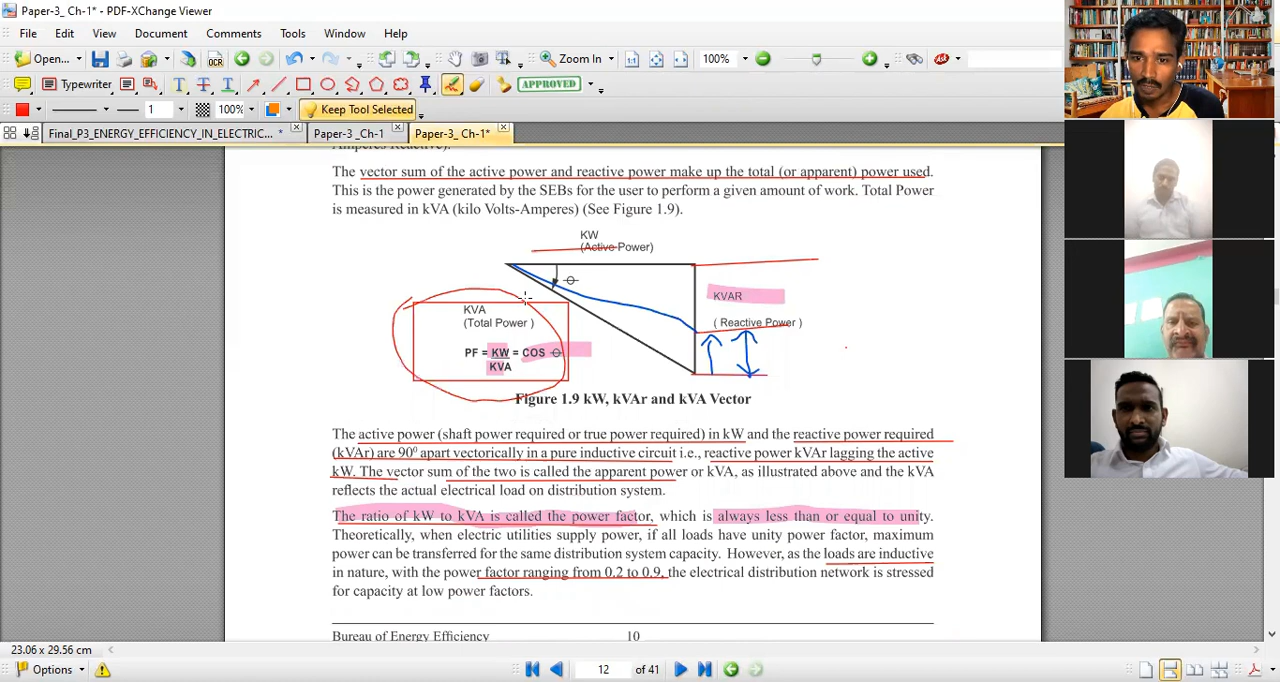 Paper-3_Ch-1* - PDF-XChange Viewer
File Edit View Document Comments Tools Window Help
Open... OCR Zoom In 100%
Typewriter APPROVED
1 100% Keep Tool Selected
Final_P3_ENERGY_EFFICIENCY_IN_ELECTRIC... * Paper-3 _Ch-1 Paper-3_ Ch-1*
Amperes Reactive).
The vector sum of the active power and reactive power make up the total (or apparent) power used.
This is the power generated by the SEBs for the user to perform a given amount of work. Total Power
is measured in kVA (kilo Volts-Amperes) (See Figure 1.9).
KW
(Active Power)
θ
KVAR
( Reactive Power )
KVA
(Total Power )
PF = KW = COS θ
KVA
Figure 1.9 kW, kVAr and kVA Vector
The active power (shaft power required or true power required) in kW and the reactive power required
(kVAr) are 90⁰ apart vectorically in a pure inductive circuit i.e., reactive power kVAr lagging the active
kW. The vector sum of the two is called the apparent power or kVA, as illustrated above and the kVA
reflects the actual electrical load on distribution system.
The ratio of kW to kVA is called the power factor, which is always less than or equal to unity.
Theoretically, when electric utilities supply power, if all loads have unity power factor, maximum
power can be transferred for the same distribution system capacity. However, as the loads are inductive
in nature, with the power factor ranging from 0.2 to 0.9, the electrical distribution network is stressed
for capacity at low power factors.
Bureau of Energy Efficiency 10
23.06 x 29.56 cm
Options 12 of 41